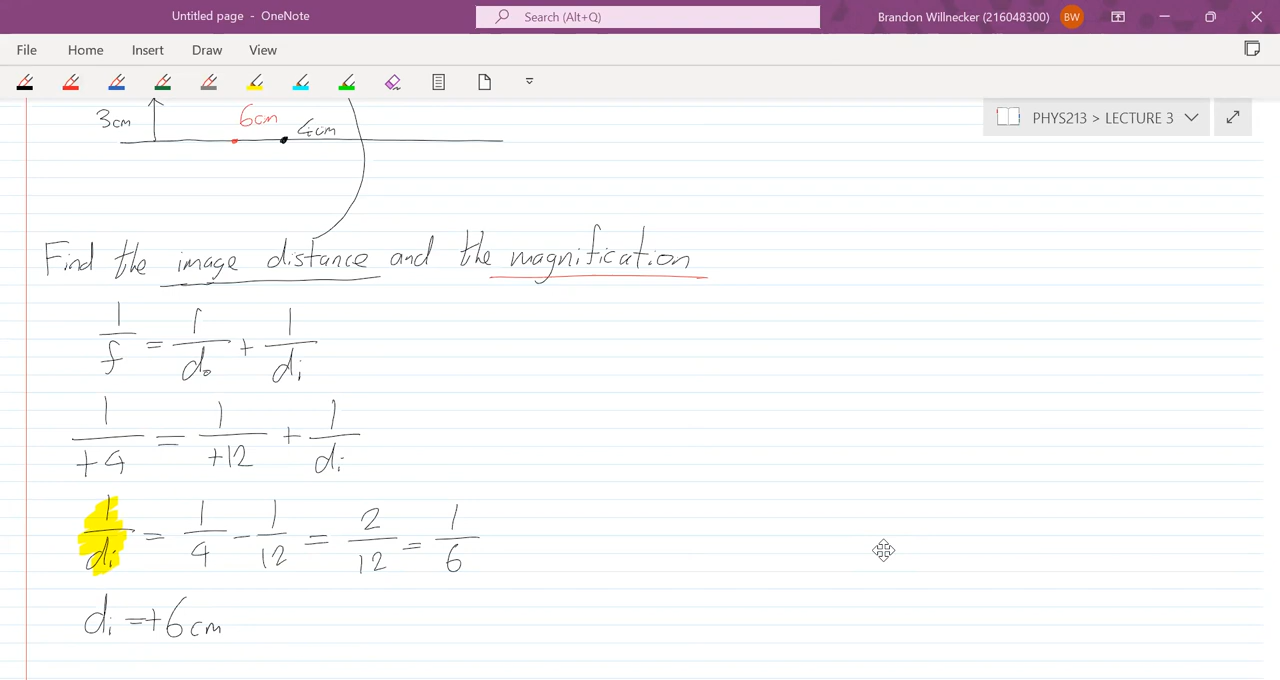 Untitled page - OneNote
Search (Alt+Q)
Brandon Willnecker (216048300)
BW
File Home Insert Draw View
PHYS213 > LECTURE 3
3cm
6cm
4cm
Find the image distance and the magnification
1/f = 1/do + 1/di
1/+4 = 1/+12 + 1/di
1/di = 1/4 - 1/12 = 2/12 = 1/6
di = +6cm